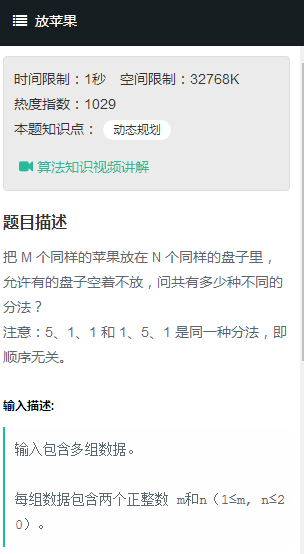 放苹果
时间限制：1秒 空间限制：32768K
热度指数：1029
本题知识点： 动态规划
算法知识视频讲解
题目描述
把 M 个同样的苹果放在 N 个同样的盘子里，
允许有的盘子空着不放，问共有多少种不同的
分法？
注意：5、1、1 和 1、5、1 是同一种分法，即
顺序无关。
输入描述:
输入包含多组数据。
每组数据包含两个正整数 m和n（1≤m, n≤2
0）。